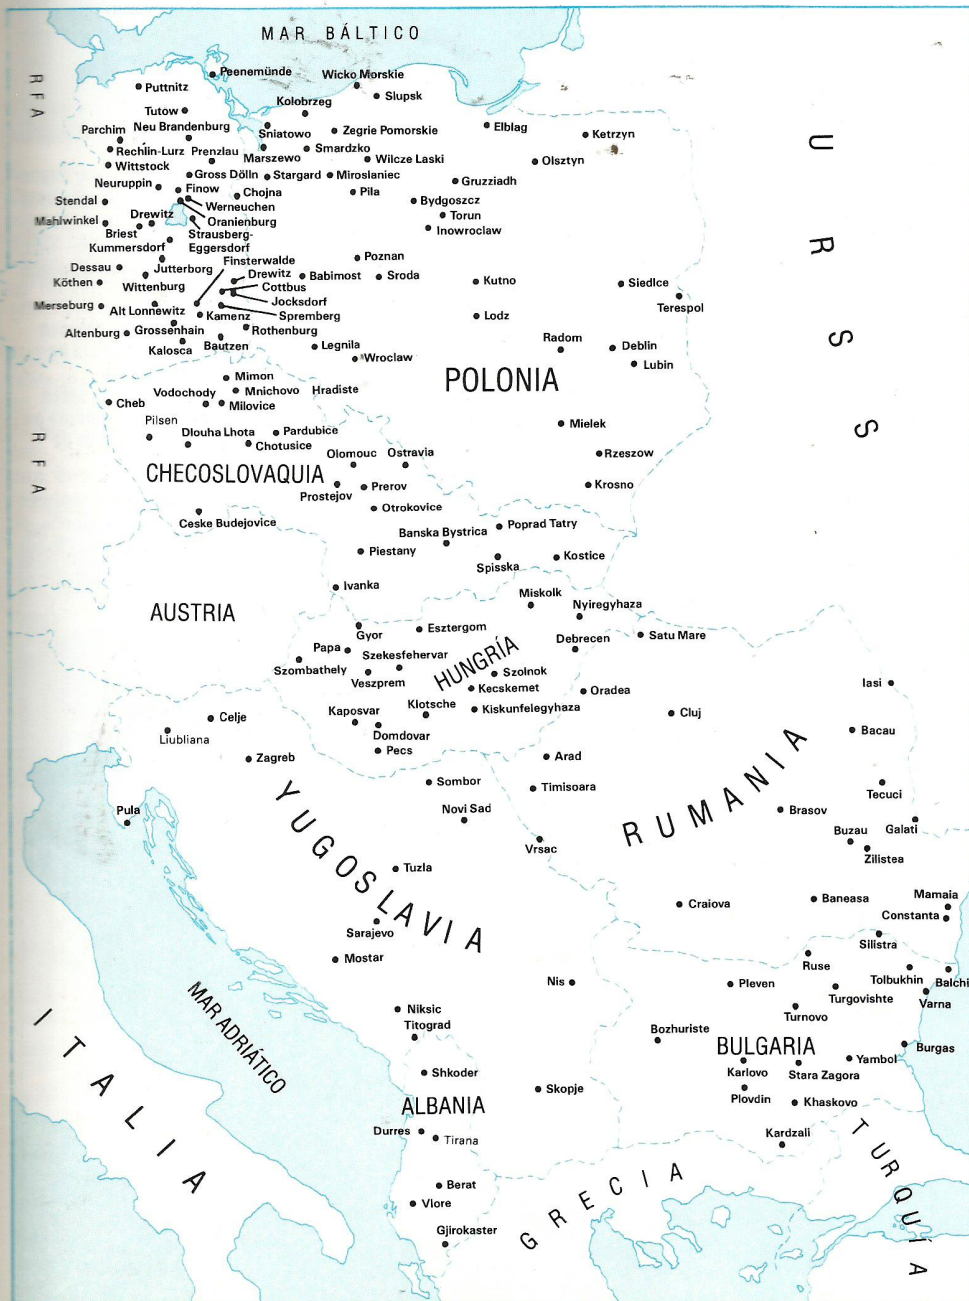 MAR BÁLTICO
Peenemünde
Wicko Morskie
Puttnitz
Slupsk
RFA
Kołobrzeg
Tutow
Parchim
Neu Brandenburg
Sniatowo
Zegrie Pomorskie
Elblag
Ketrzyn
URSS
Rechlin-Lurz
Prenzlau
Marszewo
Smardzko
Wilcze Laski
Olsztyn
Wittstock
Gross Dölln
Stargard
Miroslaniec
Neuruppin
Finow
Chojna
Pila
Gruzziadh
Stendal
Werneuchen
Bydgoszcz
Mahlwinkel
Drewitz
Oranienburg
Torun
Briest
Strausberg-
Eggersdorf
Inowroclaw
Kummersdorf
Finsterwalde
Poznan
Dessau
Jutterborg
Drewitz
Babimost
Sroda
Kutno
Siedlce
Köthen
Wittenburg
Cottbus
Terespol
Merseburg
Alt Lonnewitz
Jocksdorf
Kamenz
Spremberg
Lodz
Altenburg
Grossenhain
Rothenburg
Radom
Kalosca
Bautzen
Legnila
Deblin
Wroclaw
Lubin
POLONIA
Mimon
Vodochody
Mnichovo Hradiste
Cheb
Milovice
Pilsen
Mielek
RFA
Dlouha Lhota
Pardubice
Chotusice
Olomouc
Ostravia
Rzeszow
CHECOSLOVAQUIA
Prostejov
Prerov
Krosno
Otrokovice
Ceske Budejovice
Banska Bystrica
Poprad Tatry
Piestany
Spisska
Kostice
Ivanka
Miskolk
Nyiregyhaza
AUSTRIA
Gyor
Esztergom
Debrecen
Satu Mare
Papa
Szekesfehervar
HUNGRÍA
Szombathely
Veszprem
Szolnok
Kecskemet
Oradea
Iasi
Klotsche
Kiskunfelegyhaza
Kaposvar
Cluj
Celje
Domdovar
Bacau
Liubliana
Pecs
Zagreb
Arad
RUMANIA
Sombor
Timisoara
Tecuci
YUGOSLAVIA
Pula
Novi Sad
Brasov
Buzau
Galati
Vrsac
Zilistea
Tuzla
Mamaia
Craiova
Baneasa
Constanta
Sarajevo
Silistra
Mostar
Ruse
Nis
Pleven
Tolbukhin
Balchi
Turgovishte
Varna
MAR ADRIÁTICO
Niksic
Turnovo
Titograd
Bozhuriste
BULGARIA
Burgas
Yambol
ITALIA
Shkoder
Karlovo
Stara Zagora
Skopje
Plovdin
Khaskovo
ALBANIA
Durres
Tirana
Kardzali
TURQUÍA
GRECIA
Berat
Vlore
Gjirokaster